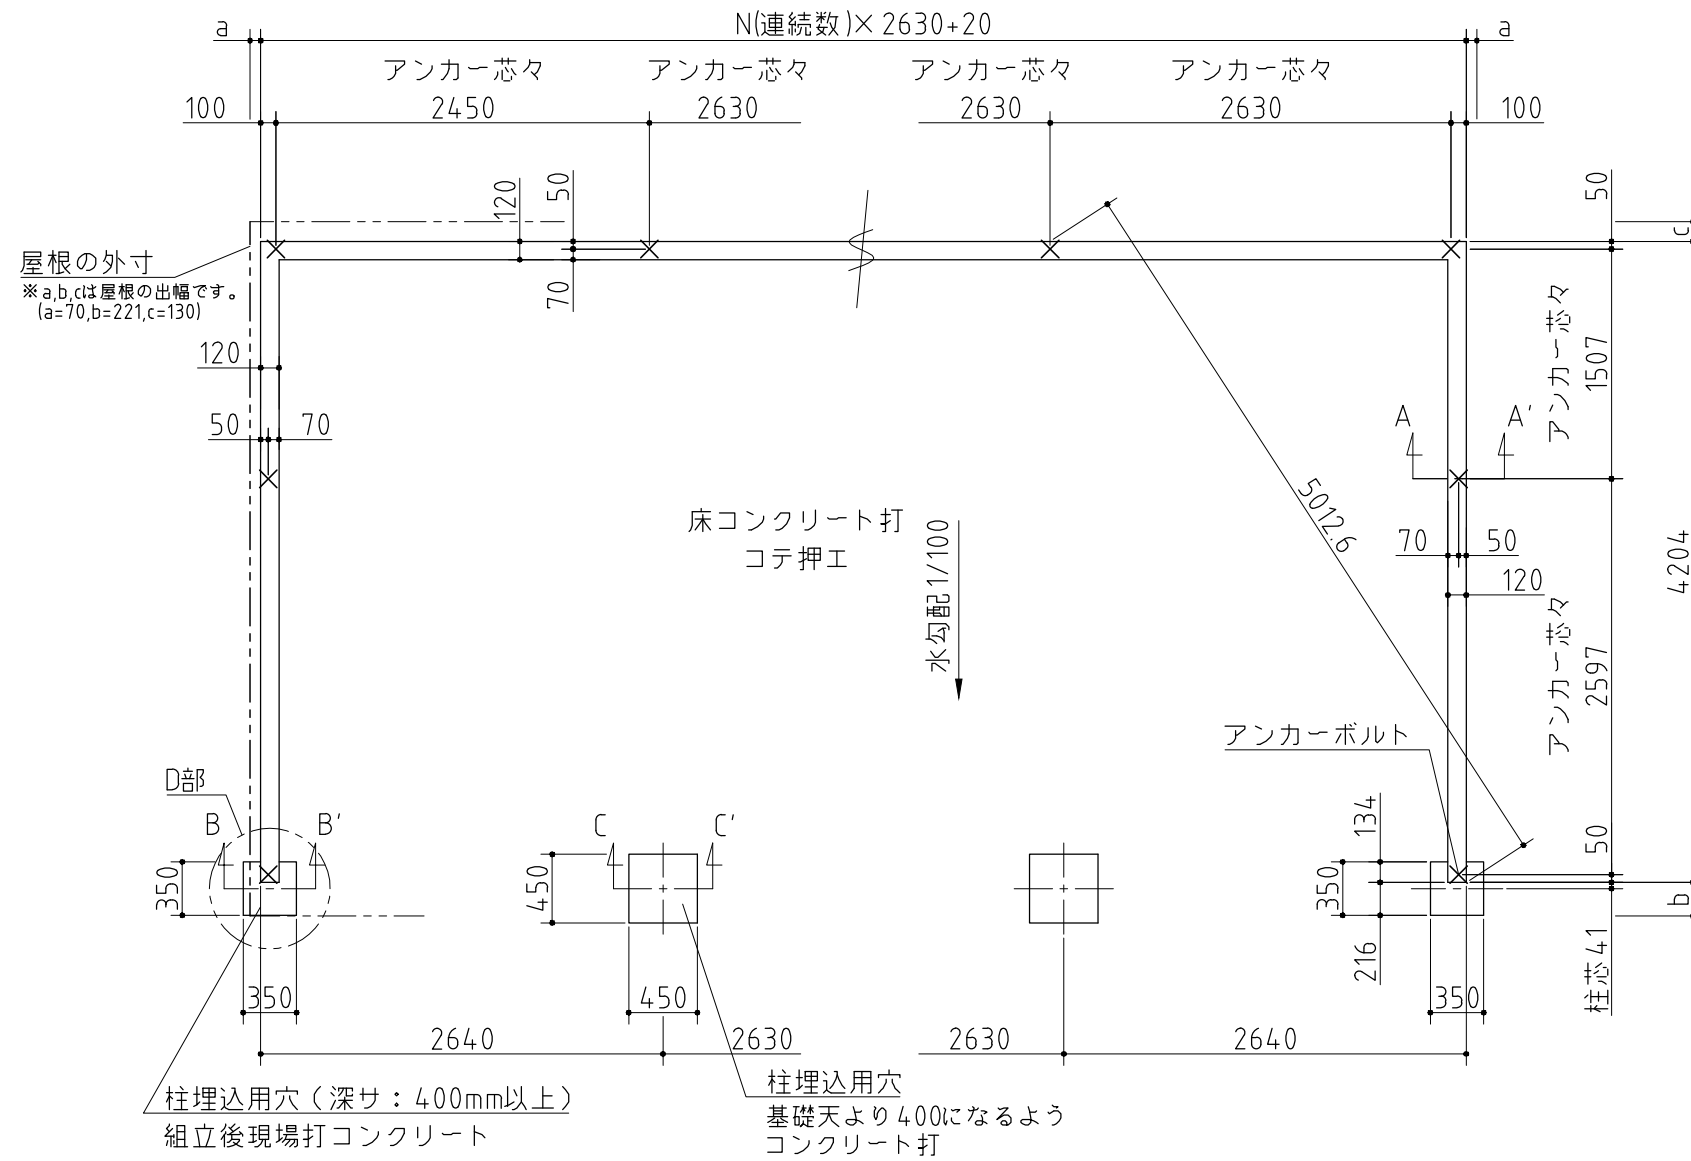 a
N(連続数)×2630+20
a
アンカー芯々
アンカー芯々
アンカー芯々
アンカー芯々
100
2450
2630
2630
2630
100
120
50
70
50
c
屋根の外寸
※a,b,cは屋根の出幅です。
(a=70,b=221,c=130)
120
50
70
アンカー芯々
1507
A
A'
床コンクリート打
コテ押エ
水勾配1/100
5012.6
70
50
120
4204
アンカー芯々
2597
アンカーボルト
D部
B
B'
C
C'
350
450
134
350
216
50
b
柱芯41
350
450
350
2640
2630
2630
2640
柱埋込用穴(深サ:400mm以上)
組立後現場打コンクリート
柱埋込用穴
基礎天より400になるよう
コンクリート打